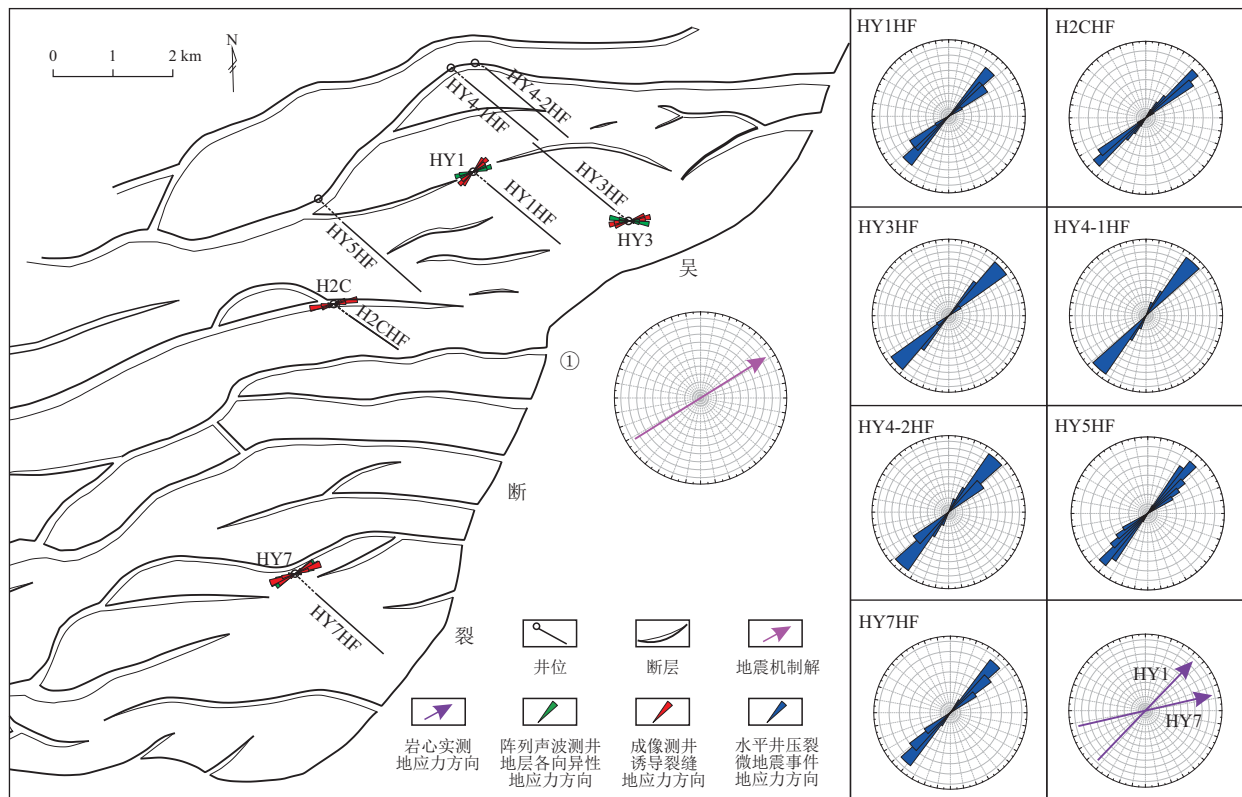 0
1
2 km
N
HY4-2HF
HY4-1HF
HY1
HY3HF
HY1HF
HY3
HY5HF
吴
H2C
H2CHF
①
断
HY7
HY7HF
裂
井位
断层
地震机制解
岩心实测
地应力方向
阵列声波测井
地层各向异性
地应力方向
成像测井
诱导裂缝
地应力方向
水平井压裂
微地震事件
地应力方向
HY1HF
H2CHF
HY3HF
HY4-1HF
HY4-2HF
HY5HF
HY7HF
HY1
HY7